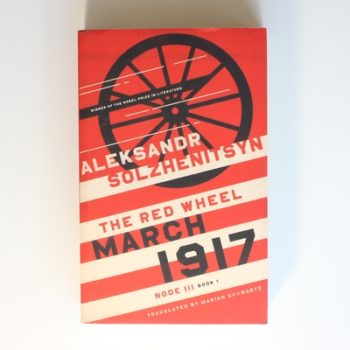 WINNER OF THE NOBEL PRIZE IN LITERATURE
ALEKSANDR
SOLZHENITSYN
THE RED WHEEL
MARCH
1917
NODE III BOOK 1
TRANSLATED BY MARIAN SCHWARTZ